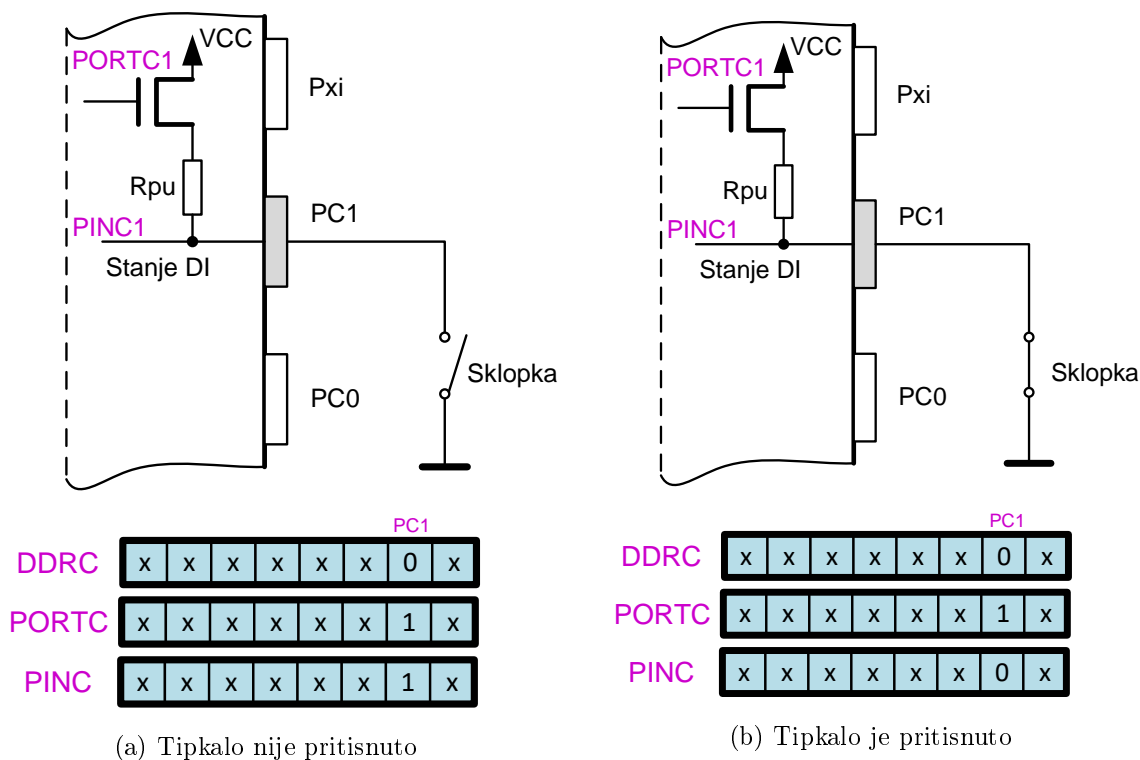 VCC
PORTC1
Pxi
Rpu
PC1
PINC1
Stanje DI
Sklopka
PC0
PC1
DDRC x x x x x x 0 x
PORTC x x x x x x 1 x
PINC x x x x x x 1 x
(a) Tipkalo nije pritisnuto
VCC
PORTC1
Pxi
Rpu
PC1
PINC1
Stanje DI
Sklopka
PC0
PC1
DDRC x x x x x x 0 x
PORTC x x x x x x 1 x
PINC x x x x x x 0 x
(b) Tipkalo je pritisnuto